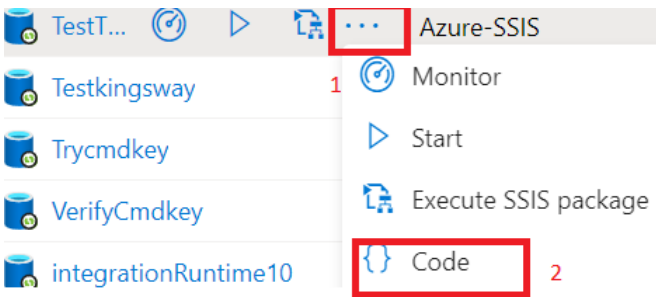 TestT... ... Azure-SSIS
Testkingsway 1 Monitor
Trycmdkey Start
VerifyCmdkey Execute SSIS package
integrationRuntime10 {} Code 2